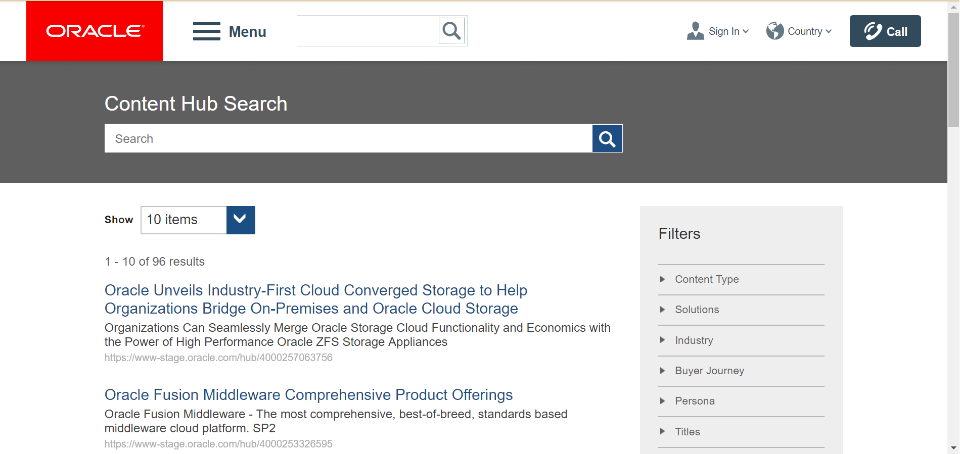 ORACLE
Menu
Sign In
Country
Call
Content Hub Search
Search
Show
10 items
1 - 10 of 96 results
Filters
Oracle Unveils Industry-First Cloud Converged Storage to Help
Organizations Bridge On-Premises and Oracle Cloud Storage
Organizations Can Seamlessly Merge Oracle Storage Cloud Functionality and Economics with
the Power of High Performance Oracle ZFS Storage Appliances
https://www-stage.oracle.com/hub/4000257063756
Oracle Fusion Middleware Comprehensive Product Offerings
Oracle Fusion Middleware - The most comprehensive, best-of-breed, standards based
middleware cloud platform. SP2
https://www-stage.oracle.com/hub/4000253326595
Content Type
Solutions
Industry
Buyer Journey
Persona
Titles